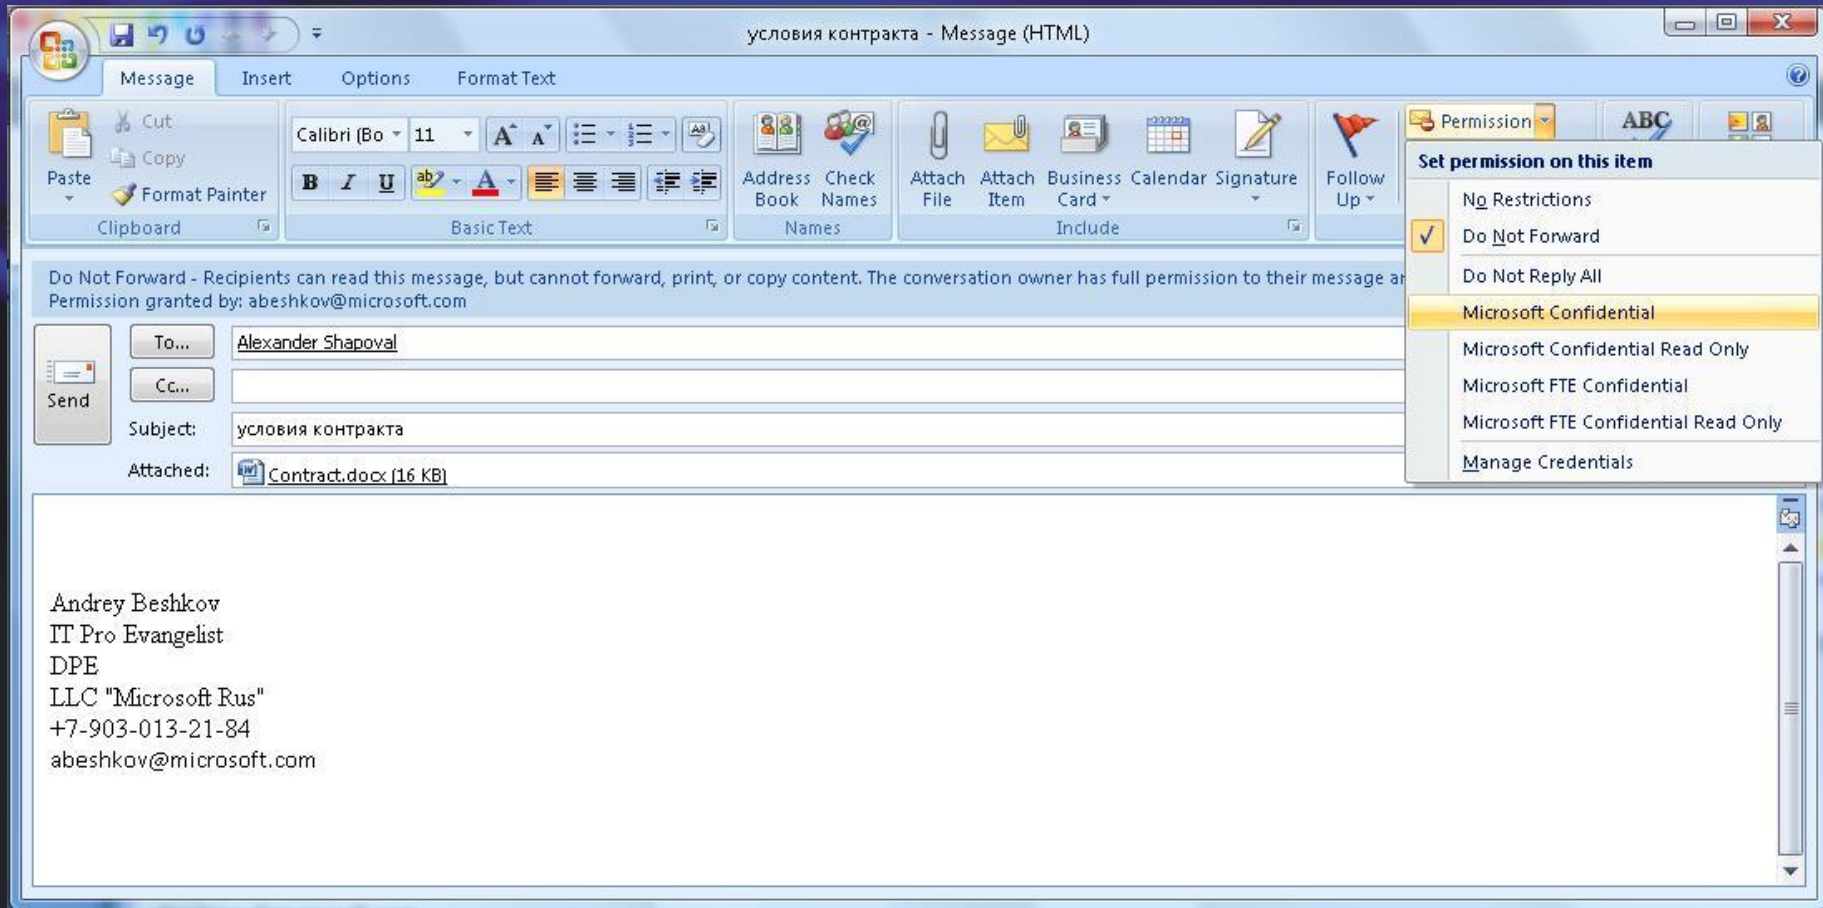 условия контракта - Message (HTML)
Message Insert Options Format Text
Cut
Copy
Format Painter
Paste
Clipboard
Calibri (Bo 11
Basic Text
Address Book
Check Names
Names
Attach File
Attach Item
Business Card
Calendar
Signature
Include
Follow Up
Permission
ABC
Set permission on this item
No Restrictions
Do Not Forward
Do Not Reply All
Microsoft Confidential
Microsoft Confidential Read Only
Microsoft FTE Confidential
Microsoft FTE Confidential Read Only
Manage Credentials
Do Not Forward - Recipients can read this message, but cannot forward, print, or copy content. The conversation owner has full permission to their message
Permission granted by: abeshkov@microsoft.com
Send
To... Alexander Shapoval
Cc...
Subject: условия контракта
Attached: Contract.docx (16 KB)
Andrey Beshkov
IT Pro Evangelist
DPE
LLC "Microsoft Rus"
+7-903-013-21-84
abeshkov@microsoft.com